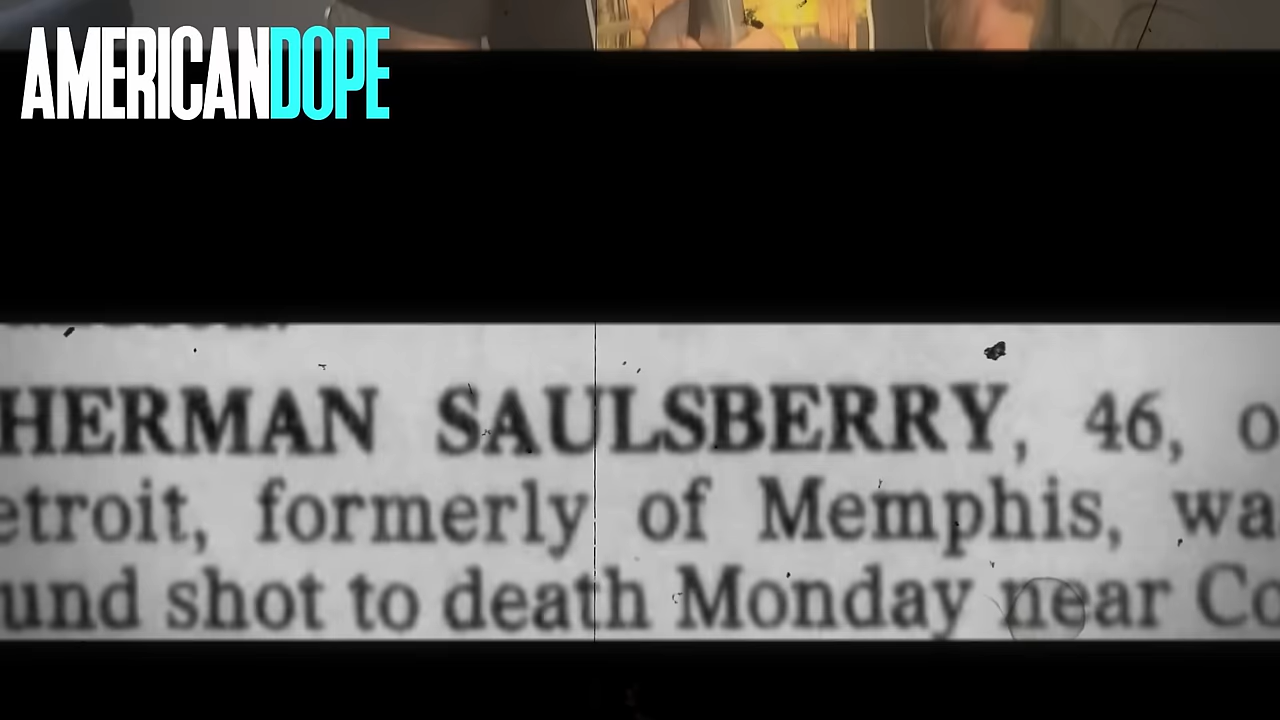 AMERICANDOPE
HERMAN SAULSBERRY, 46, o
etroit, formerly of Memphis, wa
und shot to death Monday near Co